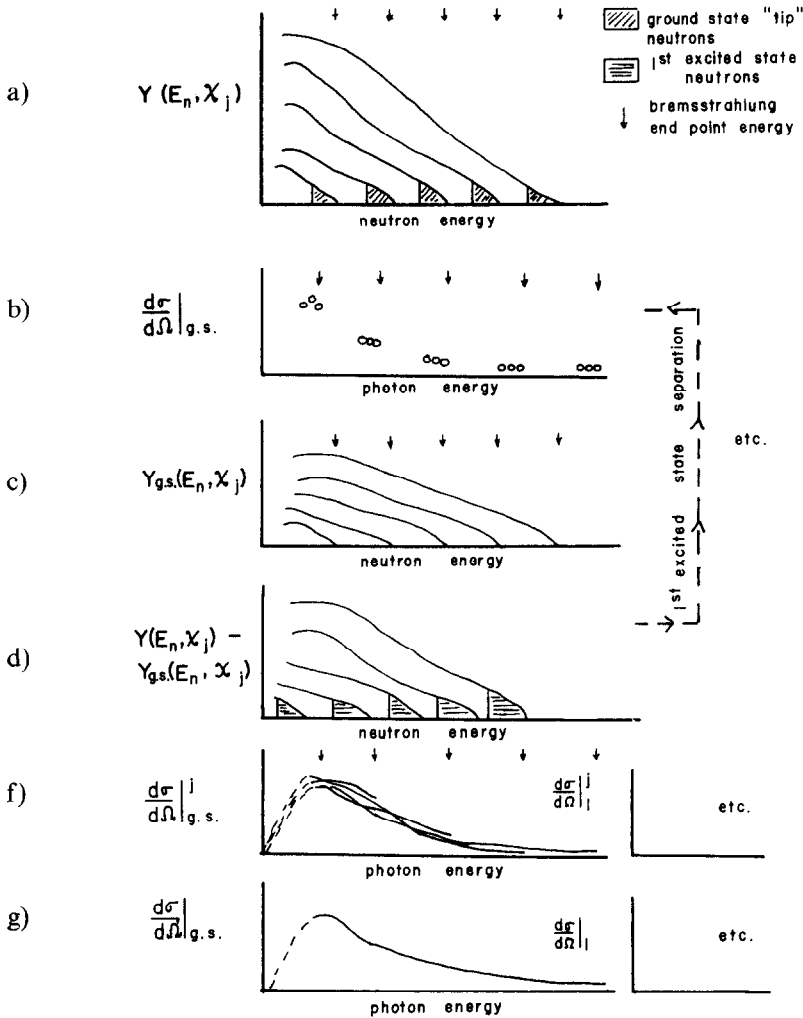 ground state "tip"
neutrons
1st excited state
neutrons
bremsstrahlung
end point energy
a)
Y (E_n, χ_j)
neutron energy
b)
dσ/dΩ|g.s.
photon energy
c)
Yg.s.(E_n, χ_j)
neutron energy
1st excited state separation
etc.
d)
Y(E_n, χ_j) –
Yg.s.(E_n, χ_j)
neutron energy
f)
dσ/dΩ|^j g.s.
dσ/dΩ|^j 1
etc.
photon energy
g)
dσ/dΩ|g.s.
dσ/dΩ|1
etc.
photon energy